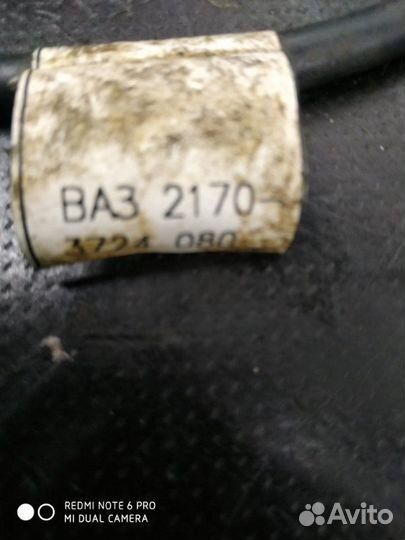 ВАЗ 2170-
3724 080
REDMI NOTE 6 PRO
MI DUAL CAMERA
Avito